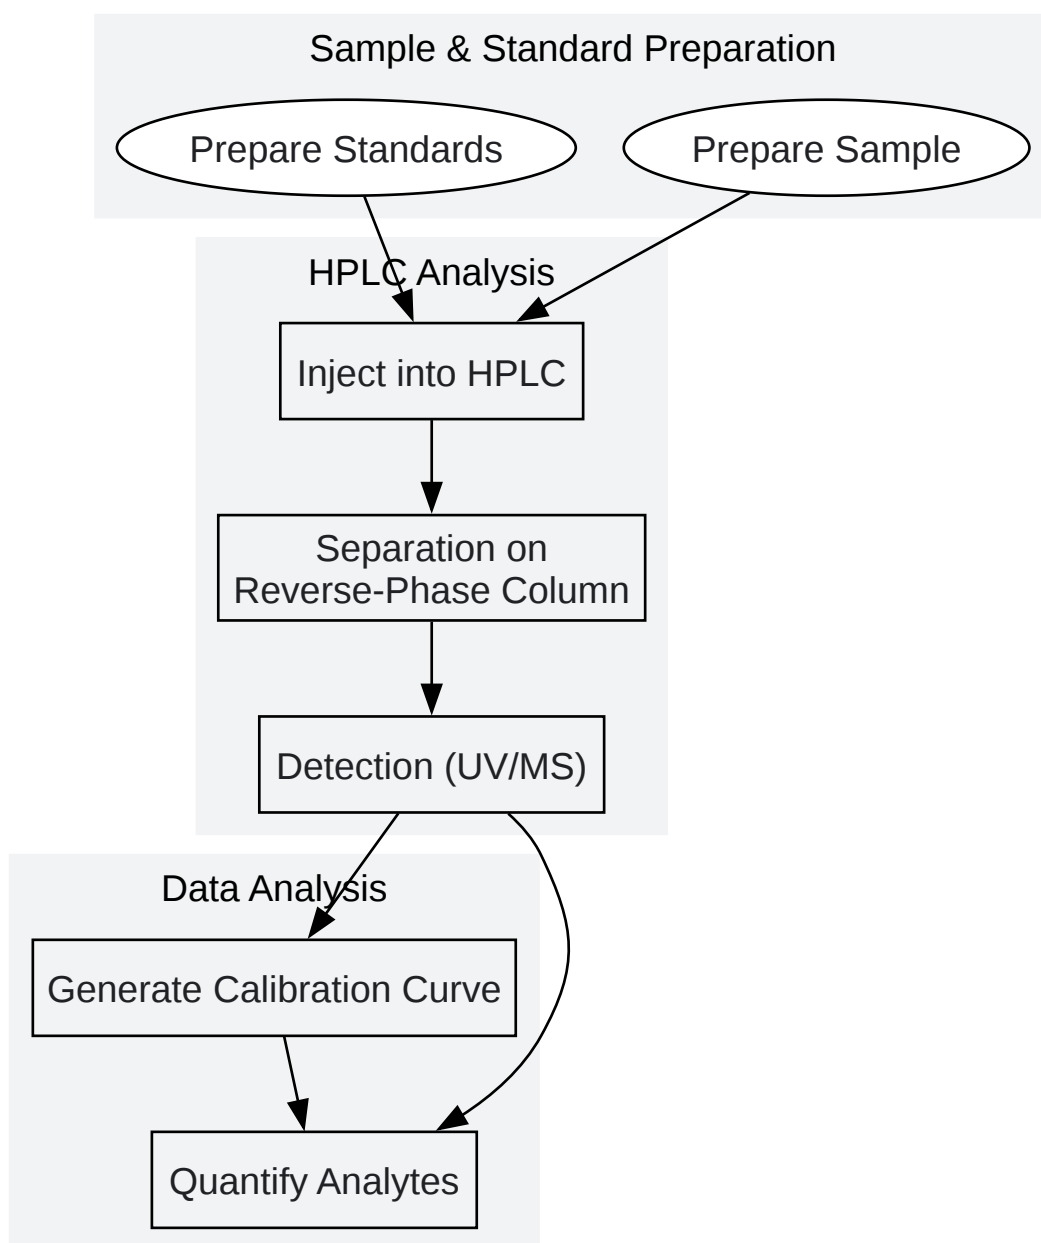 Sample & Standard Preparation
Prepare Standards
Prepare Sample
HPLC Analysis
Inject into HPLC
Separation on
Reverse-Phase Column
Detection (UV/MS)
Data Analysis
Generate Calibration Curve
Quantify Analytes